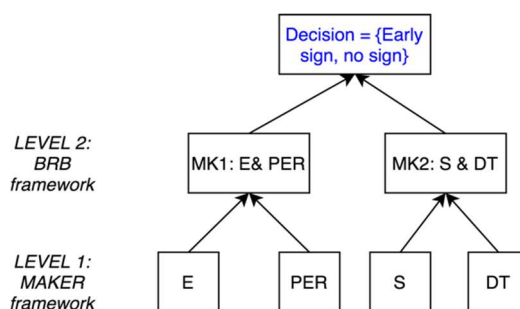 Decision = {Early
sign, no sign}
LEVEL 2:
BRB
framework
MK1: E& PER
MK2: S & DT
LEVEL 1:
MAKER
framework
E
PER
S
DT